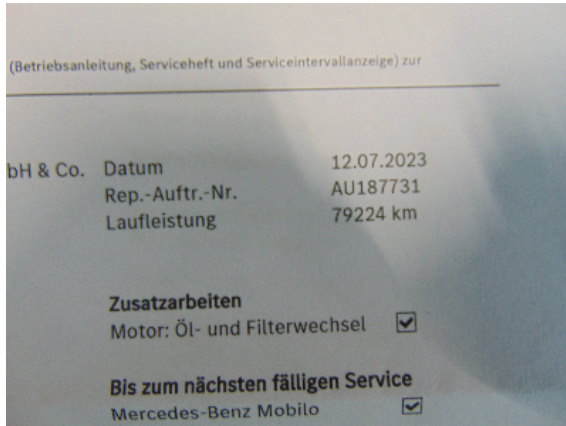 (Betriebsanleitung, Serviceheft und Serviceintervallanzeige) zur
bH & Co. Datum 12.07.2023
Rep.-Auftr.-Nr. AU187731
Laufleistung 79224 km
Zusatzarbeiten
Motor: Öl- und Filterwechsel
Bis zum nächsten fälligen Service
Mercedes-Benz Mobilo